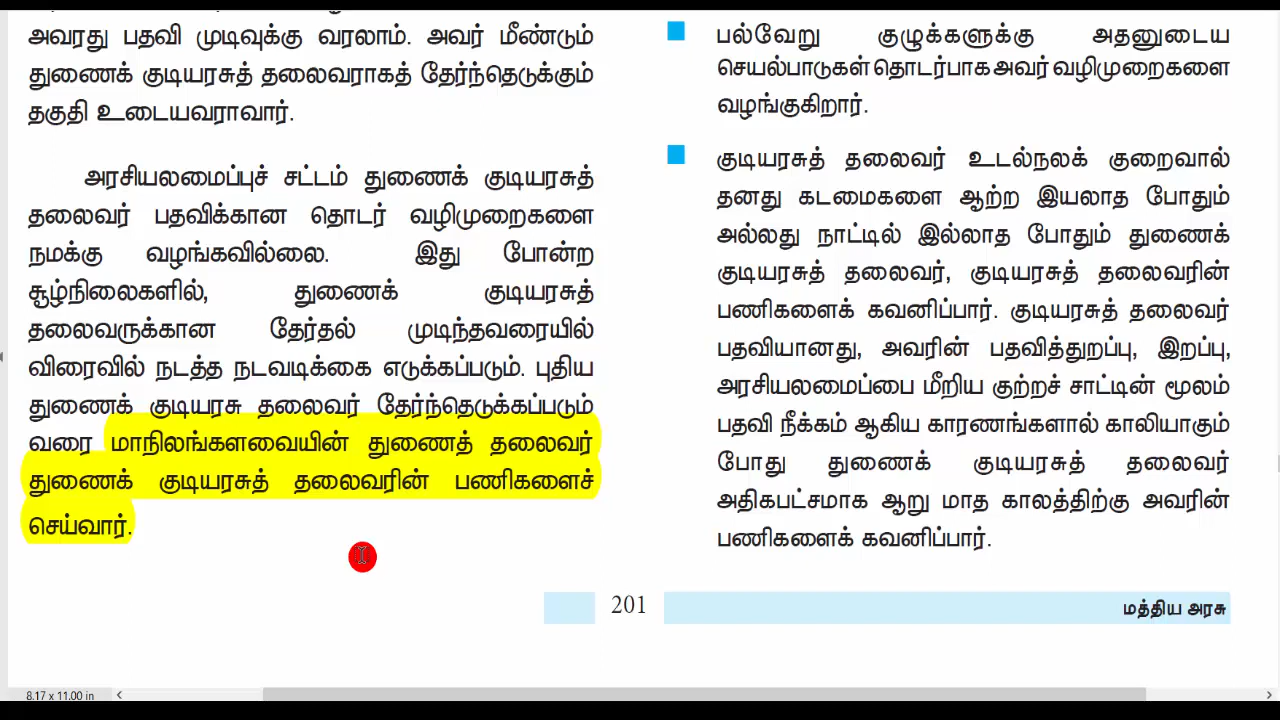 அவரது பதவி முடிவுக்கு வரலாம். அவர் மீண்டும்
துணைக் குடியரசுத் தலைவராகத் தேர்ந்தெடுக்கும்
தகுதி உடையவராவார்.
அரசியலமைப்புச் சட்டம் துணைக் குடியரசுத்
தலைவர் பதவிக்கான தொடர் வழிமுறைகளை
நமக்கு வழங்கவில்லை. இது போன்ற
சூழ்நிலைகளில், துணைக் குடியரசுத்
தலைவருக்கான தேர்தல் முடிந்தவரையில்
விரைவில் நடத்த நடவடிக்கை எடுக்கப்படும். புதிய
துணைக் குடியரசு தலைவர் தேர்ந்தெடுக்கப்படும்
வரை மாநிலங்களவையின் துணைத் தலைவர்
துணைக் குடியரசுத் தலைவரின் பணிகளைச்
செய்வார்.
பல்வேறு குழுக்களுக்கு அதனுடைய
செயல்பாடுகள் தொடர்பாக அவர் வழிமுறைகளை
வழங்குகிறார்.
குடியரசுத் தலைவர் உடல்நலக் குறைவால்
தனது கடமைகளை ஆற்ற இயலாத போதும்
அல்லது நாட்டில் இல்லாத போதும் துணைக்
குடியரசுத் தலைவர், குடியரசுத் தலைவரின்
பணிகளைக் கவனிப்பார். குடியரசுத் தலைவர்
பதவியானது, அவரின் பதவித்துறப்பு, இறப்பு,
அரசியலமைப்பை மீறிய குற்றச் சாட்டின் மூலம்
பதவி நீக்கம் ஆகிய காரணங்களால் காலியாகும்
போது துணைக் குடியரசுத் தலைவர்
அதிகபட்சமாக ஆறு மாத காலத்திற்கு அவரின்
பணிகளைக் கவனிப்பார்.
201
மத்திய அரசு
8.17 x 11.00 in